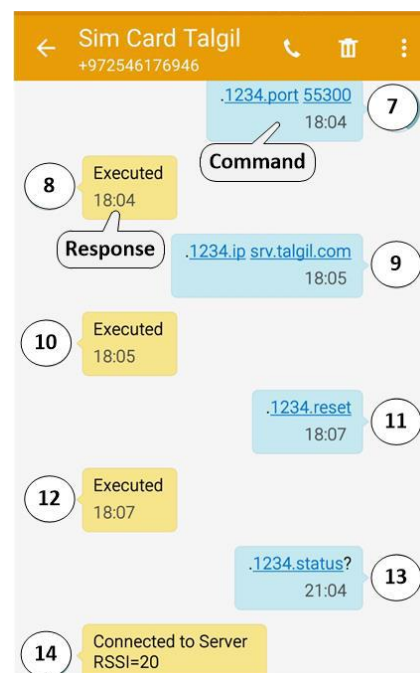 Sim Card Talgil
+972546176946
.1234.port 55300
18:04
7
Command
8
Executed
18:04
Response
.1234.ip srv.talgil.com
18:05
9
10
Executed
18:05
.1234.reset
18:07
11
12
Executed
18:07
.1234.status?
21:04
13
14
Connected to Server
RSSI=20